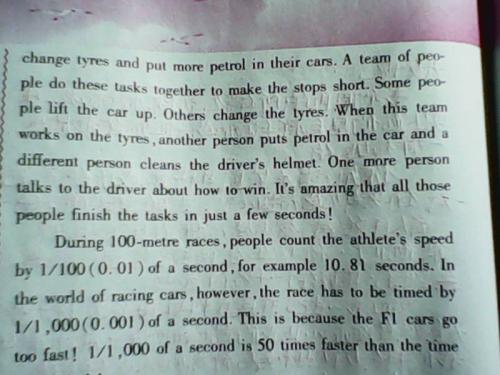 change tyres and put more petrol in their cars. A team of peo-
ple do these tasks together to make the stops short. Some peo-
ple lift the car up. Others change the tyres. When this team
works on the tyres, another person puts petrol in the car and a
different person cleans the driver's helmet. One more person
talks to the driver about how to win. It's amazing that all those
people finish the tasks in just a few seconds!
During 100-metre races, people count the athlete's speed
by 1/100(0.01) of a second, for example 10.81 seconds. In
the world of racing cars, however, the race has to be timed by
1/1,000(0.001) of a second. This is because the F1 cars go
too fast! 1/1,000 of a second is 50 times faster than the time